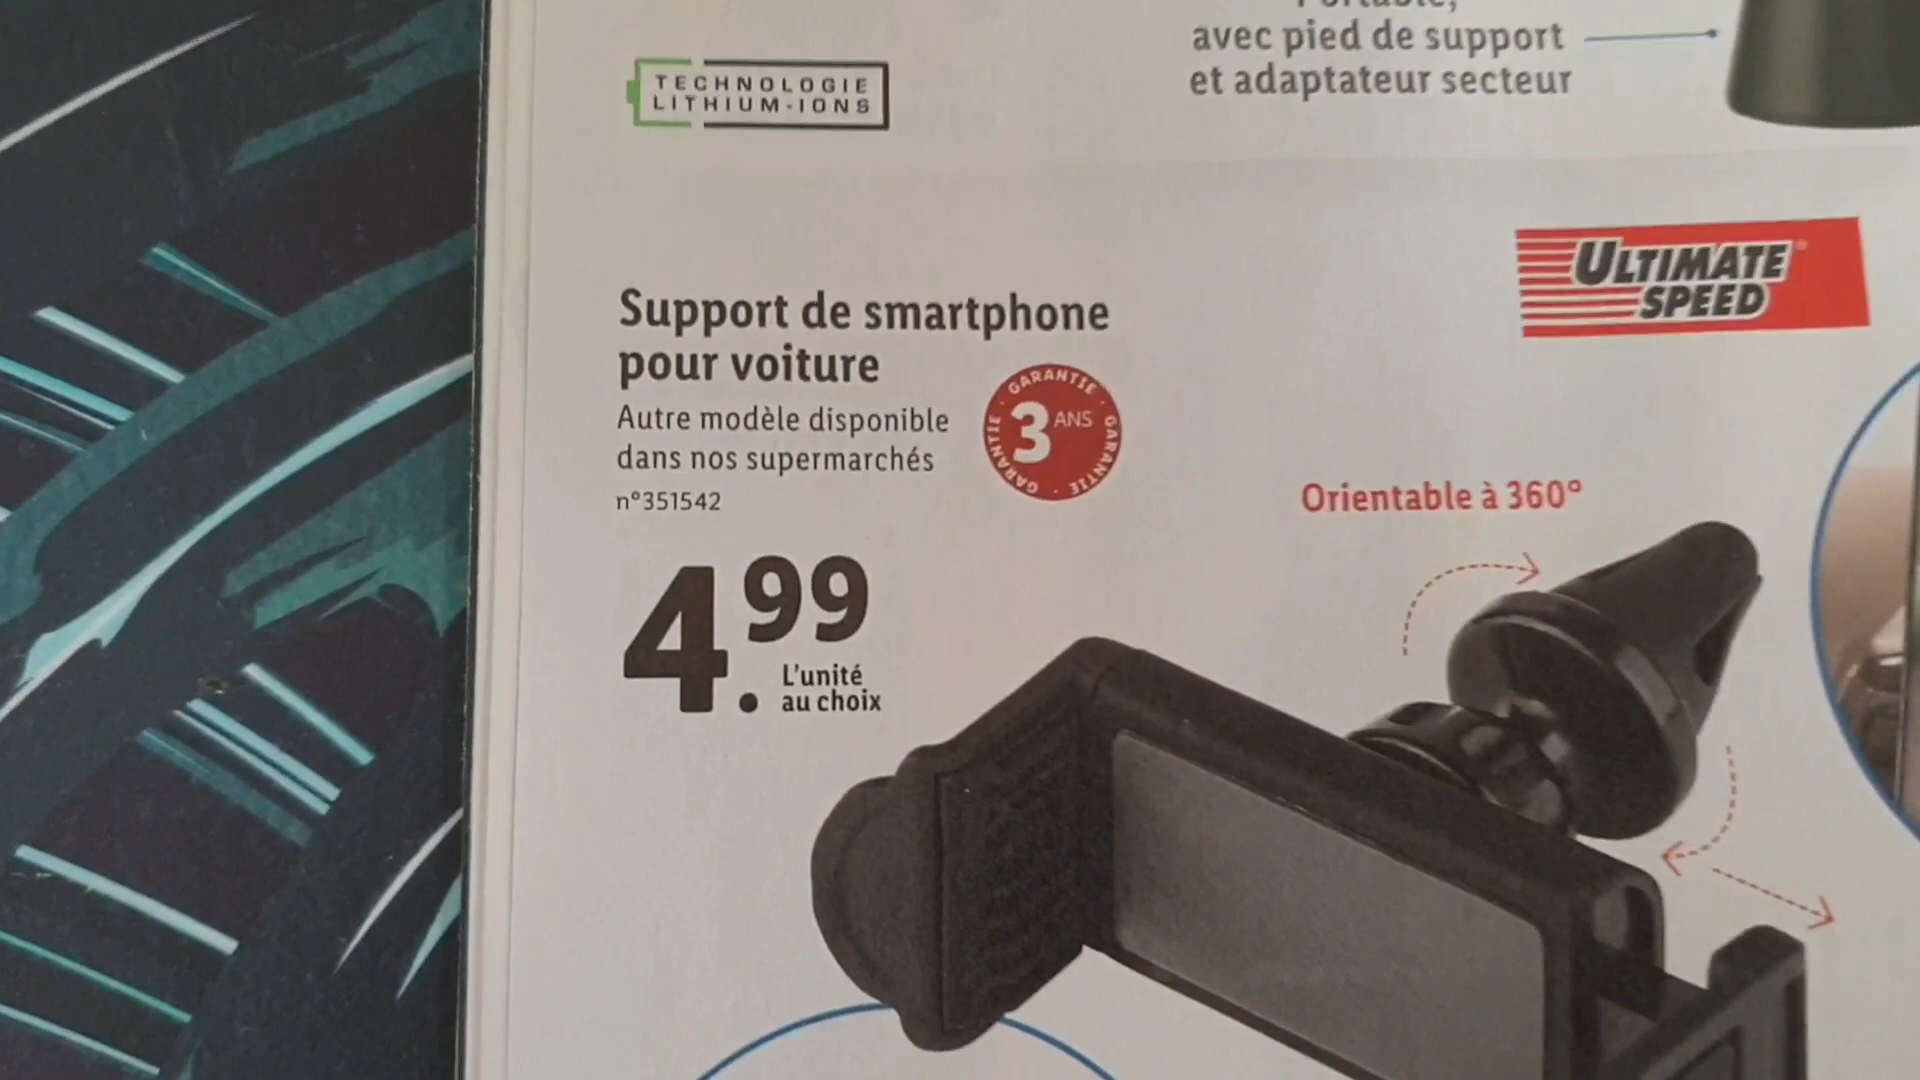 avec pied de support
et adaptateur secteur
TECHNOLOGIE
LITHIUM-IONS
ULTIMATE
SPEED
Support de smartphone
pour voiture
Autre modèle disponible
dans nos supermarchés
n°351542
GARANTIE · GARANTIE · GARANTIE · GARANTIE
3 ANS
Orientable à 360°
4.99
L'unité
au choix